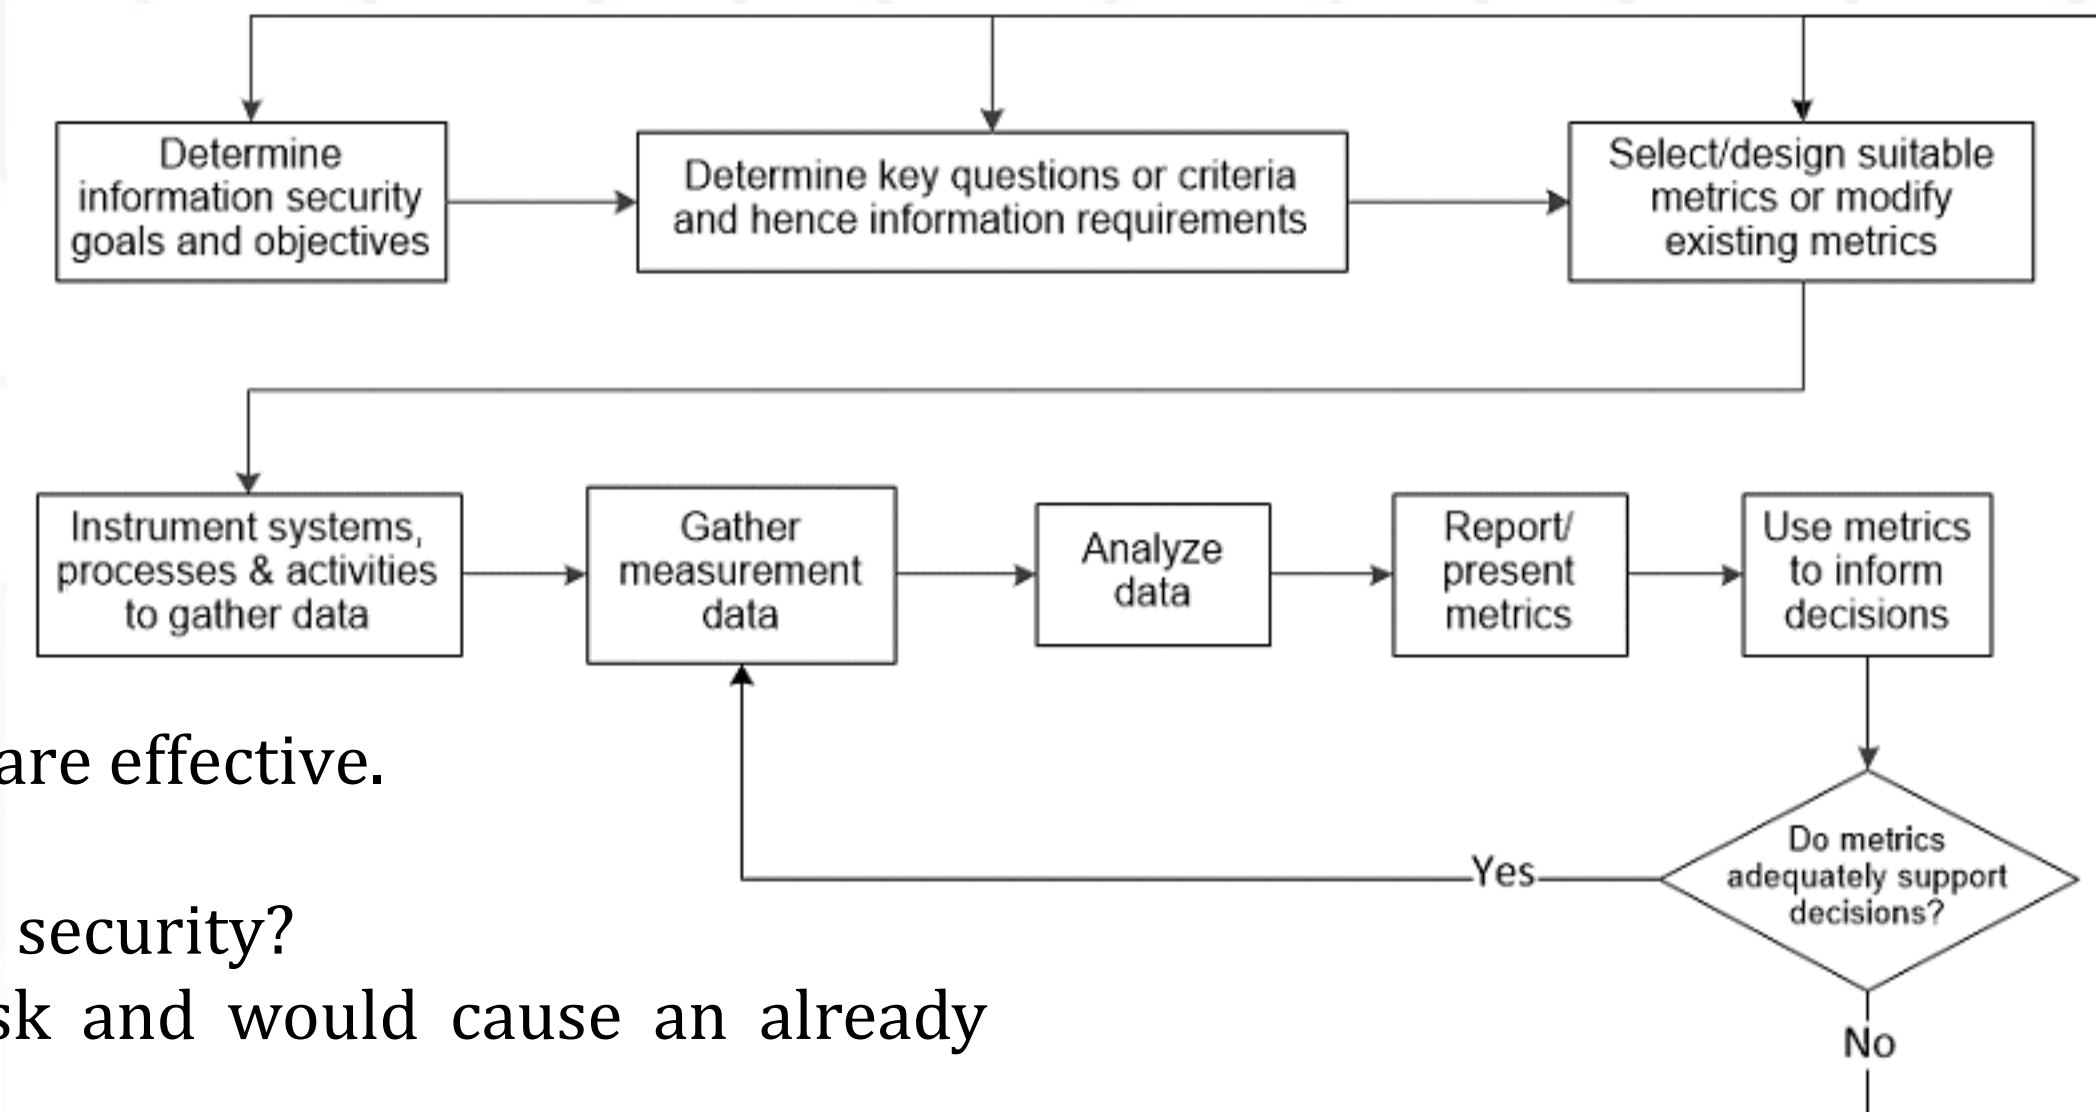 Determine
information security
goals and objectives
Determine key questions or criteria
and hence information requirements
Select/design suitable
metrics or modify
existing metrics
Instrument systems,
processes & activities
to gather data
Gather
measurement
data
Analyze
data
Report/
present
metrics
Use metrics
to inform
decisions
Do metrics
adequately support
decisions?
Yes
No
are effective.
security?
and would cause an already